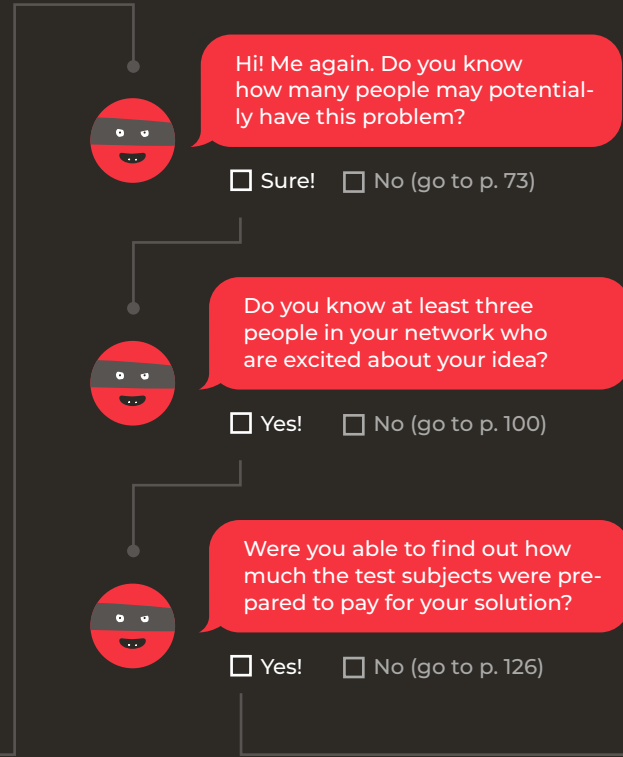 Hi! Me again. Do you know
how many people may potential-
ly have this problem?
Sure! No (go to p. 73)
Do you know at least three
people in your network who
are excited about your idea?
Yes! No (go to p. 100)
Were you able to find out how
much the test subjects were pre-
pared to pay for your solution?
Yes! No (go to p. 126)